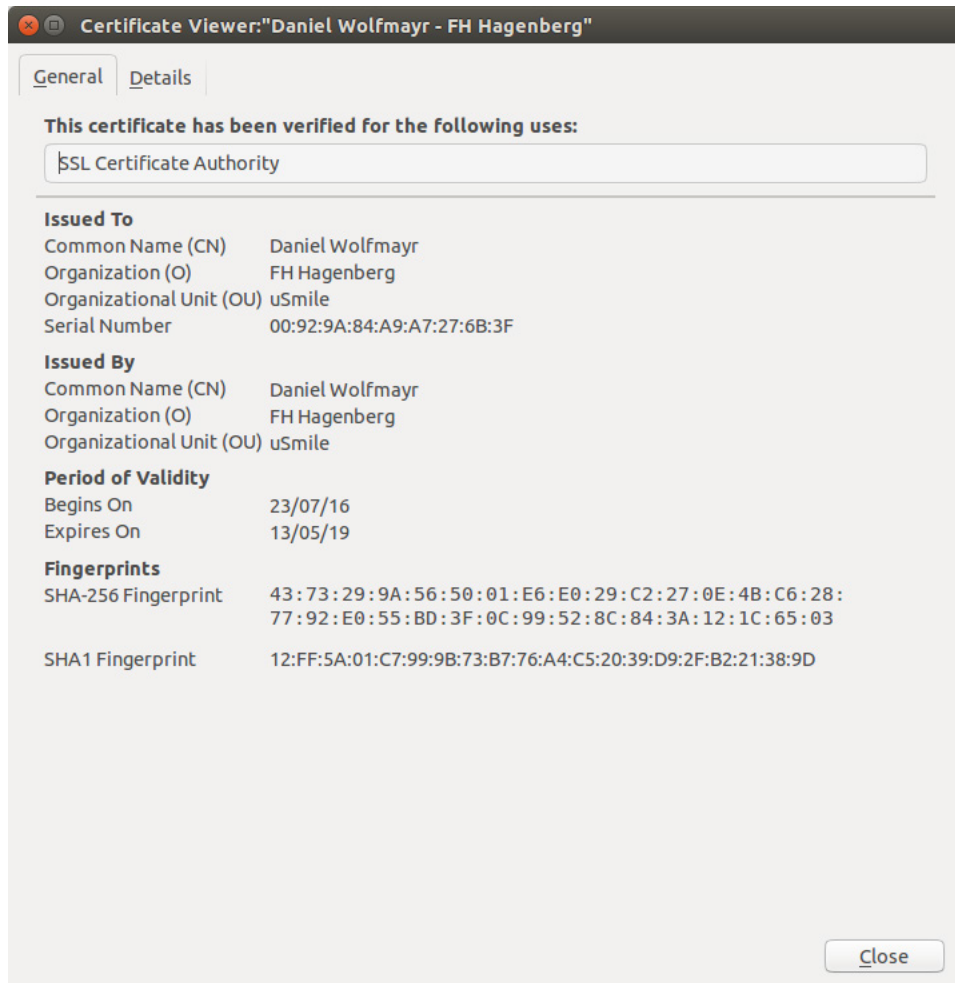 Certificate Viewer:"Daniel Wolfmayr - FH Hagenberg"
General Details
This certificate has been verified for the following uses:
SSL Certificate Authority
Issued To
Common Name (CN) Daniel Wolfmayr
Organization (O) FH Hagenberg
Organizational Unit (OU) uSmile
Serial Number 00:92:9A:84:A9:A7:27:6B:3F
Issued By
Common Name (CN) Daniel Wolfmayr
Organization (O) FH Hagenberg
Organizational Unit (OU) uSmile
Period of Validity
Begins On 23/07/16
Expires On 13/05/19
Fingerprints
SHA-256 Fingerprint 43:73:29:9A:56:50:01:E6:E0:29:C2:27:0E:4B:C6:28:
77:92:E0:55:BD:3F:0C:99:52:8C:84:3A:12:1C:65:03
SHA1 Fingerprint 12:FF:5A:01:C7:99:9B:73:B7:76:A4:C5:20:39:D9:2F:B2:21:38:9D
Close